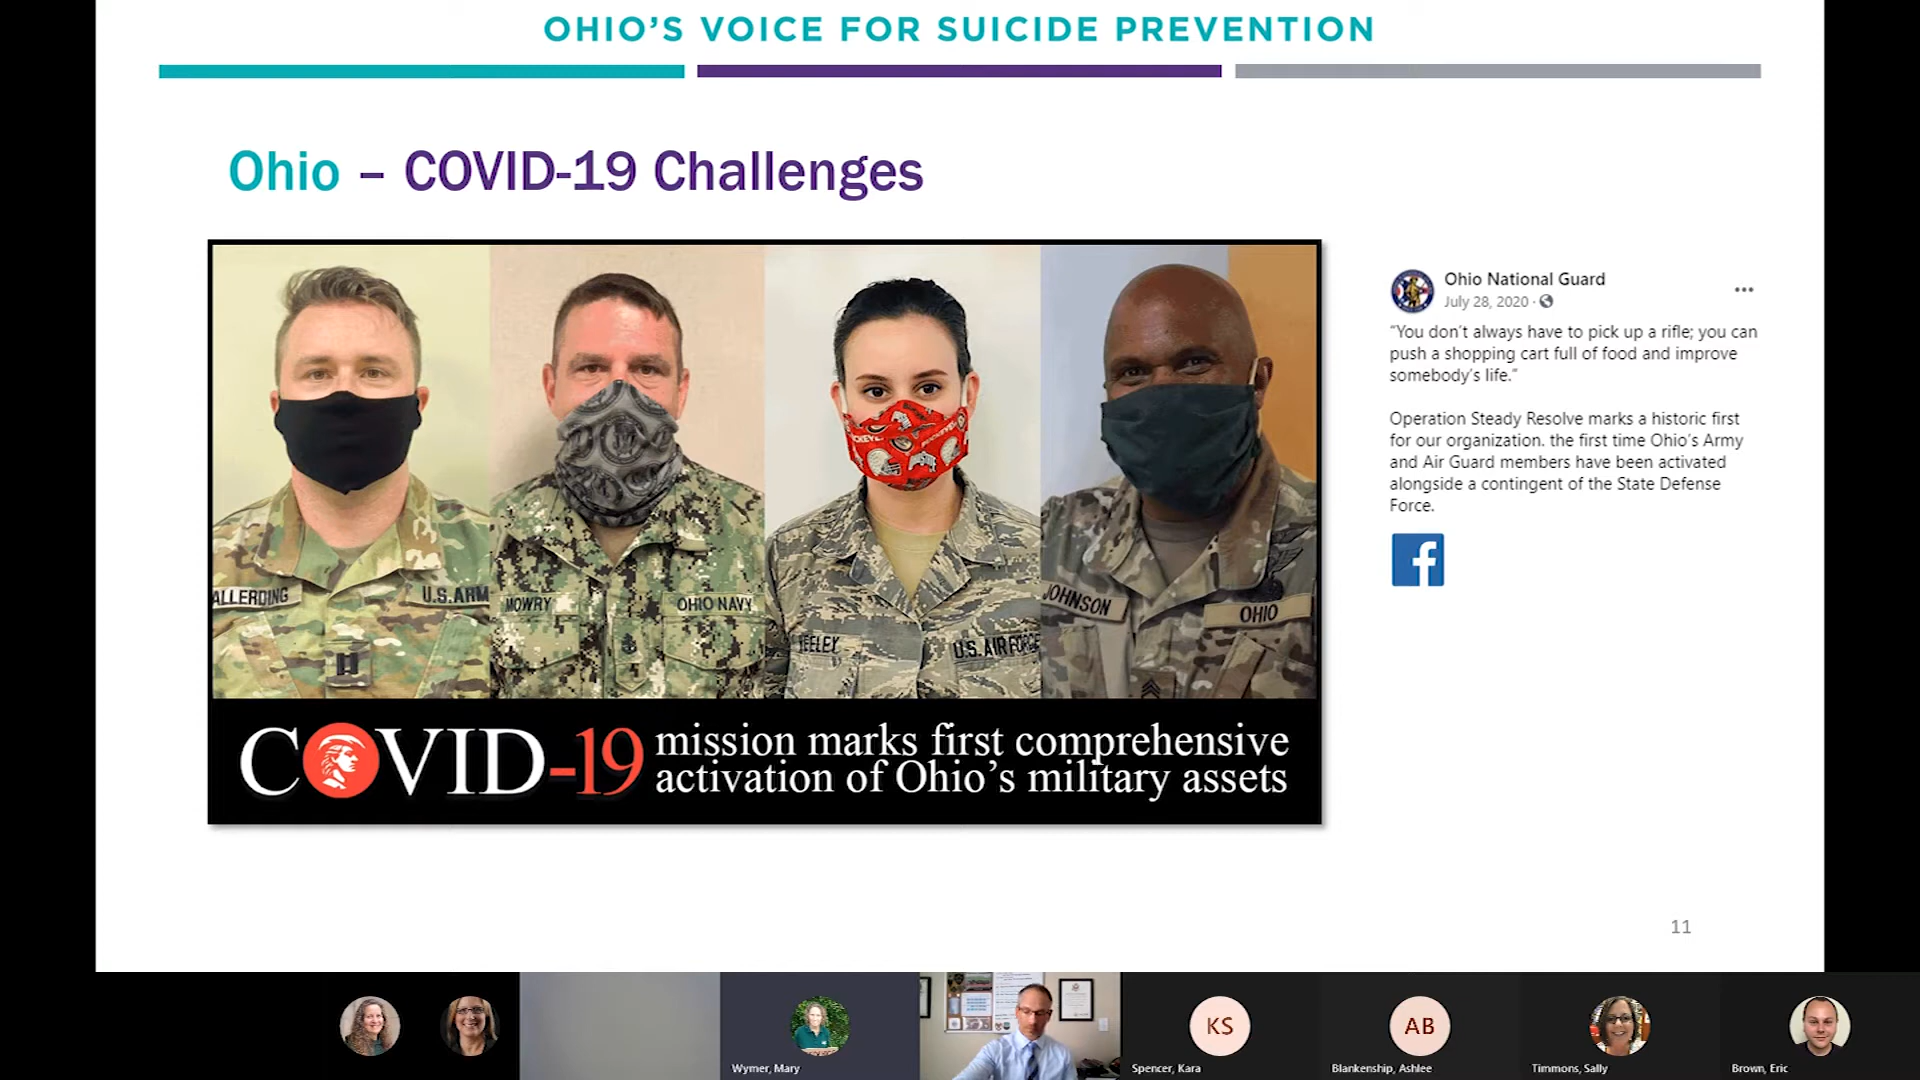 OHIO'S VOICE FOR SUICIDE PREVENTION
Ohio – COVID-19 Challenges
ALLERDING
U.S.ARM
MOWRY
OHIO NAVY
U.S.AIR FORCE
JOHNSON
OHIO
COVID-19 mission marks first comprehensive
activation of Ohio's military assets
Ohio National Guard
July 28, 2020 ·
"You don't always have to pick up a rifle; you can
push a shopping cart full of food and improve
somebody's life."
Operation Steady Resolve marks a historic first
for our organization. the first time Ohio's Army
and Air Guard members have been activated
alongside a contingent of the State Defense
Force.
11
Wymer, Mary
KS
Spencer, Kara
AB
Blankenship, Ashlee
Timmons, Sally
Brown, Eric